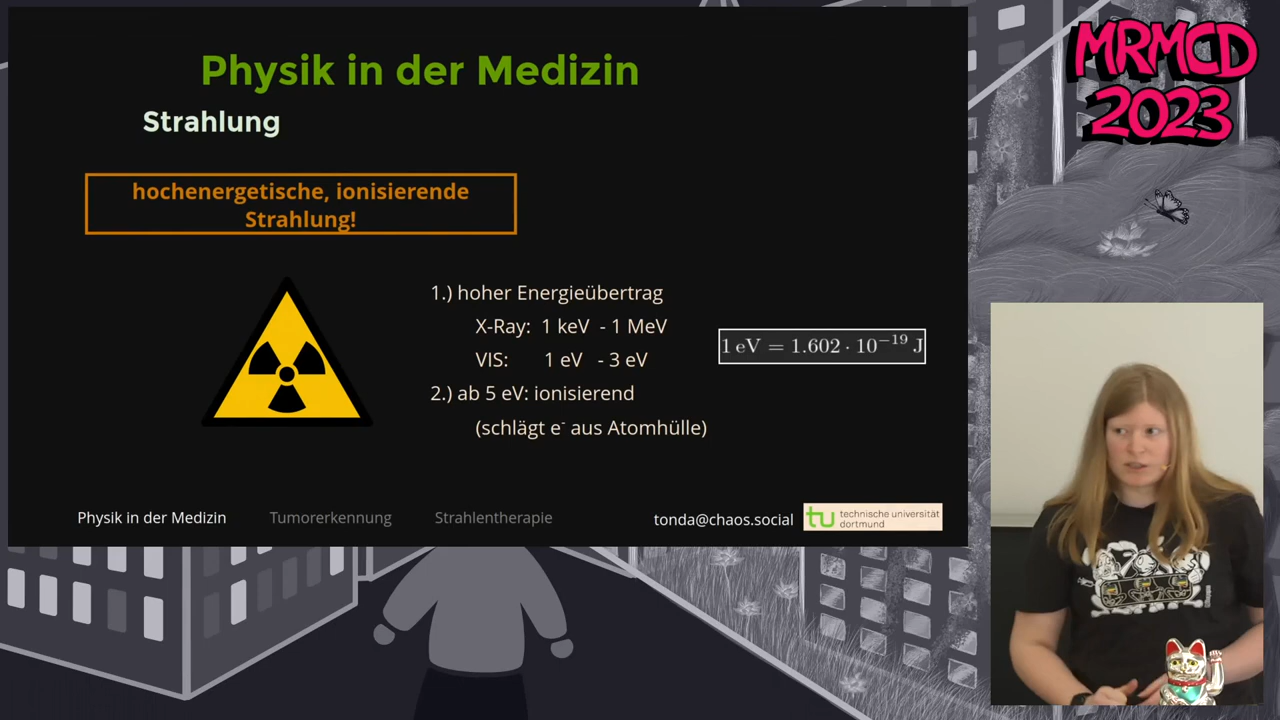 Physik in der Medizin
Strahlung
hochenergetische, ionisierende
Strahlung!
1.) hoher Energieübertrag
X-Ray: 1 keV - 1 MeV
VIS: 1 eV - 3 eV
2.) ab 5 eV: ionisierend
(schlägt e⁻ aus Atomhülle)
1 eV = 1.602 · 10⁻¹⁹ J
Physik in der Medizin Tumorerkennung Strahlentherapie tonda@chaos.social
tu technische universität
dortmund
MRMCD
2023